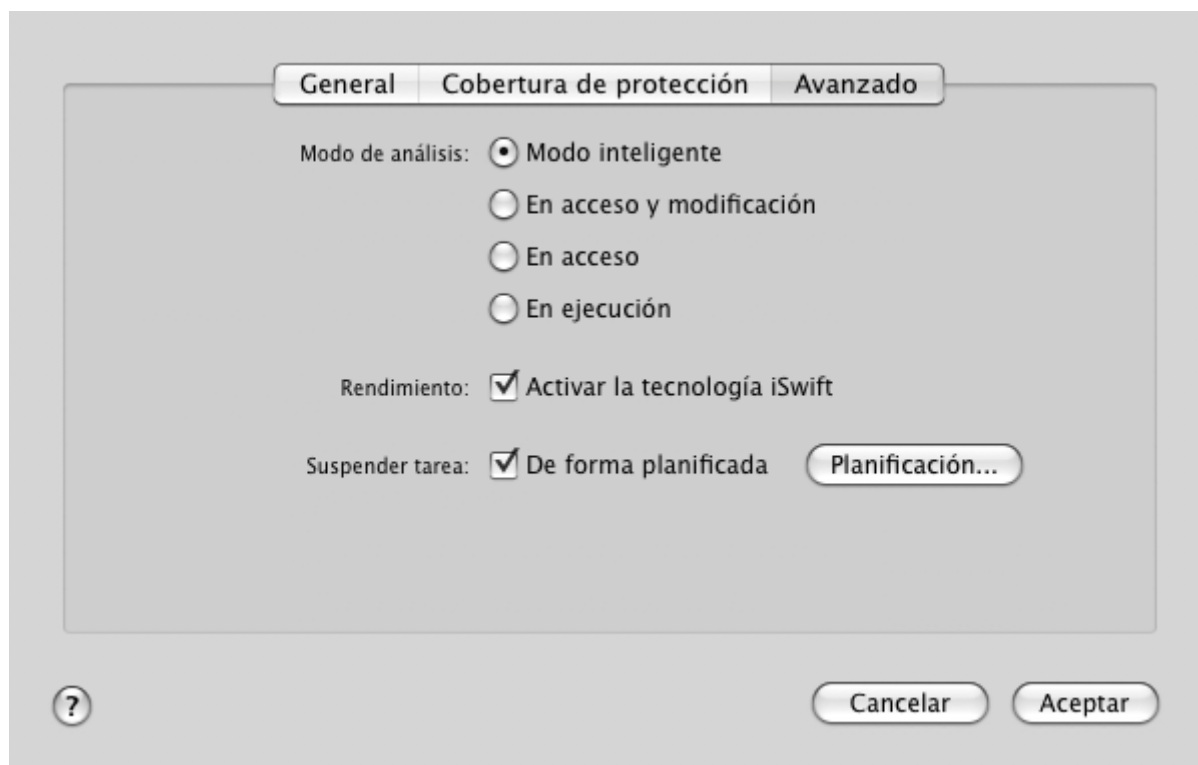 General Cobertura de protección Avanzado
Modo de análisis: Modo inteligente
En acceso y modificación
En acceso
En ejecución
Rendimiento: Activar la tecnología iSwift
Suspender tarea: De forma planificada Planificación...
? Cancelar Aceptar